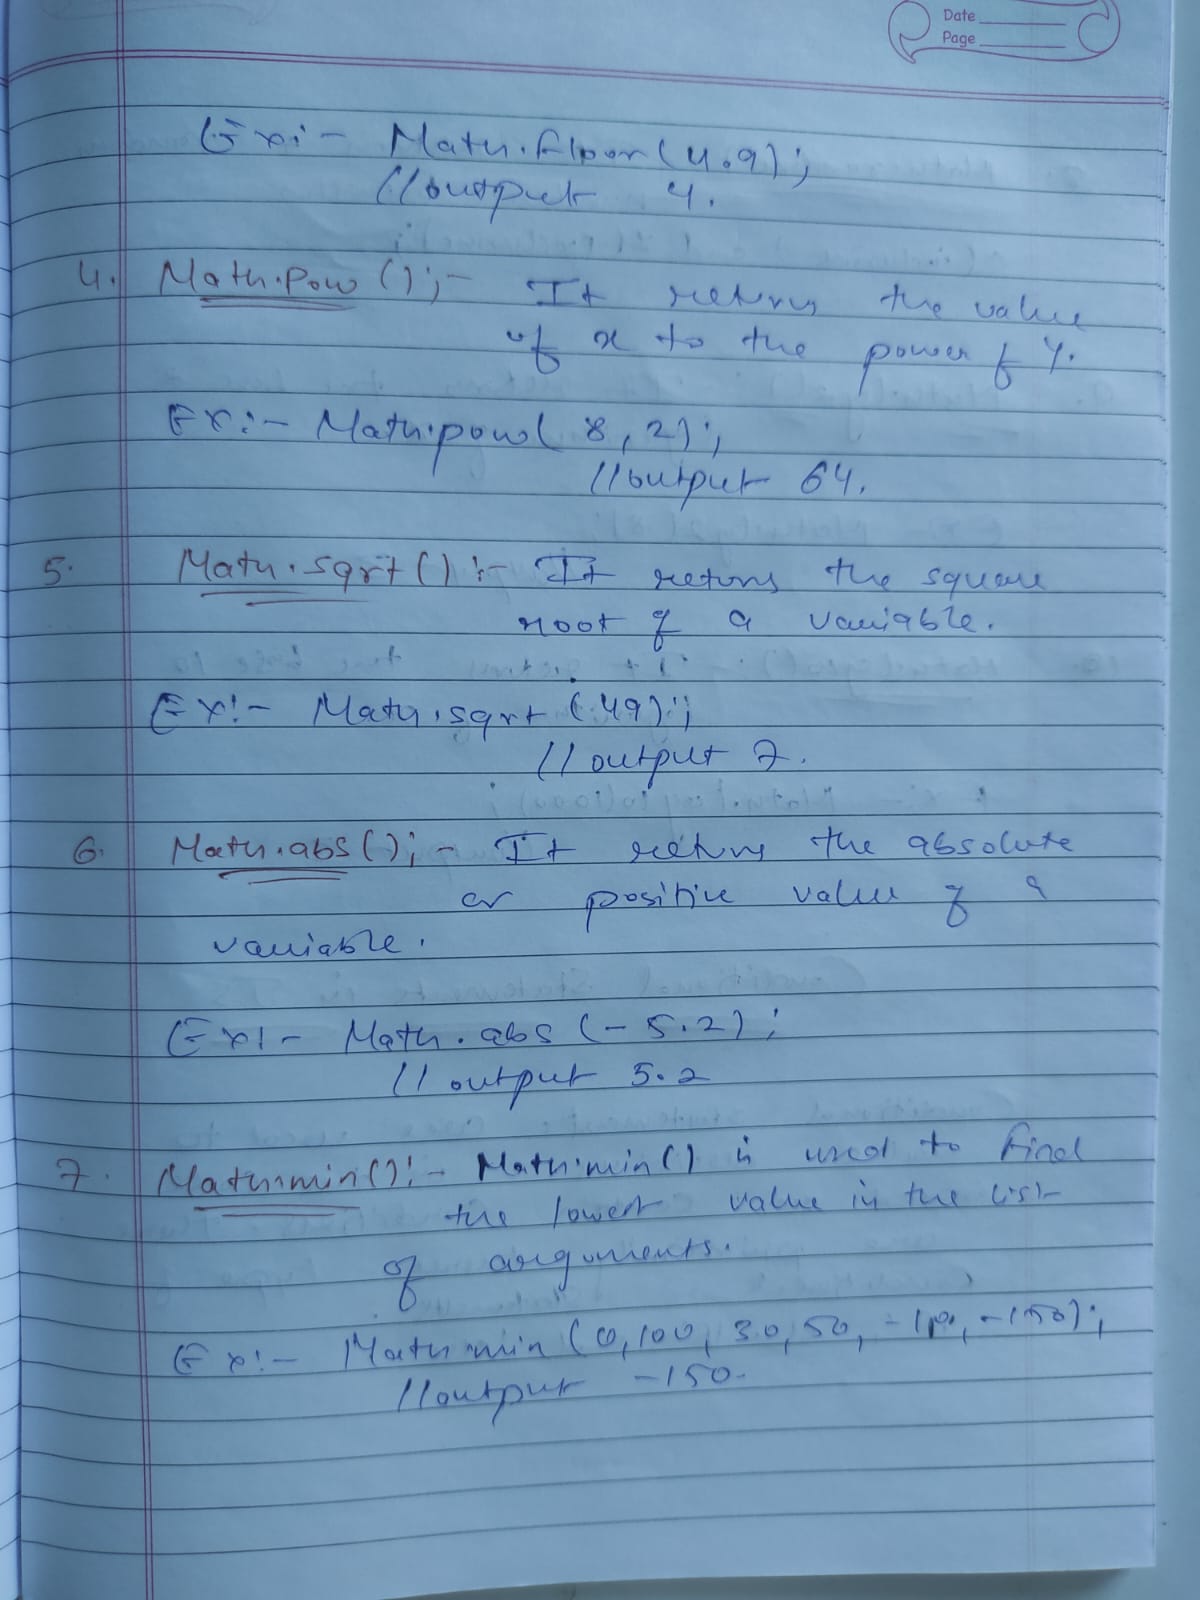 Date
Page
Ex:- Math.floor(4.9);
//output 4.
4. Math.pow();- It returns the value
of x to the power of y.
Ex:- Math.pow( 8, 2);
//output 64.
5. Math.sqrt():- It returns the square
root of a variable.
Ex:- Math.sqrt (49);
//output 7.
6. Math.abs();- It returns the absolute
or positive value of a
variable.
Ex:- Math.abs (-5.2);
//output 5.2
7. Math.min():- Math.min() is used to find
the lowest value in the list
of arguments.
Ex:- Math.min (0,100,30,50, -150);
//output -150.